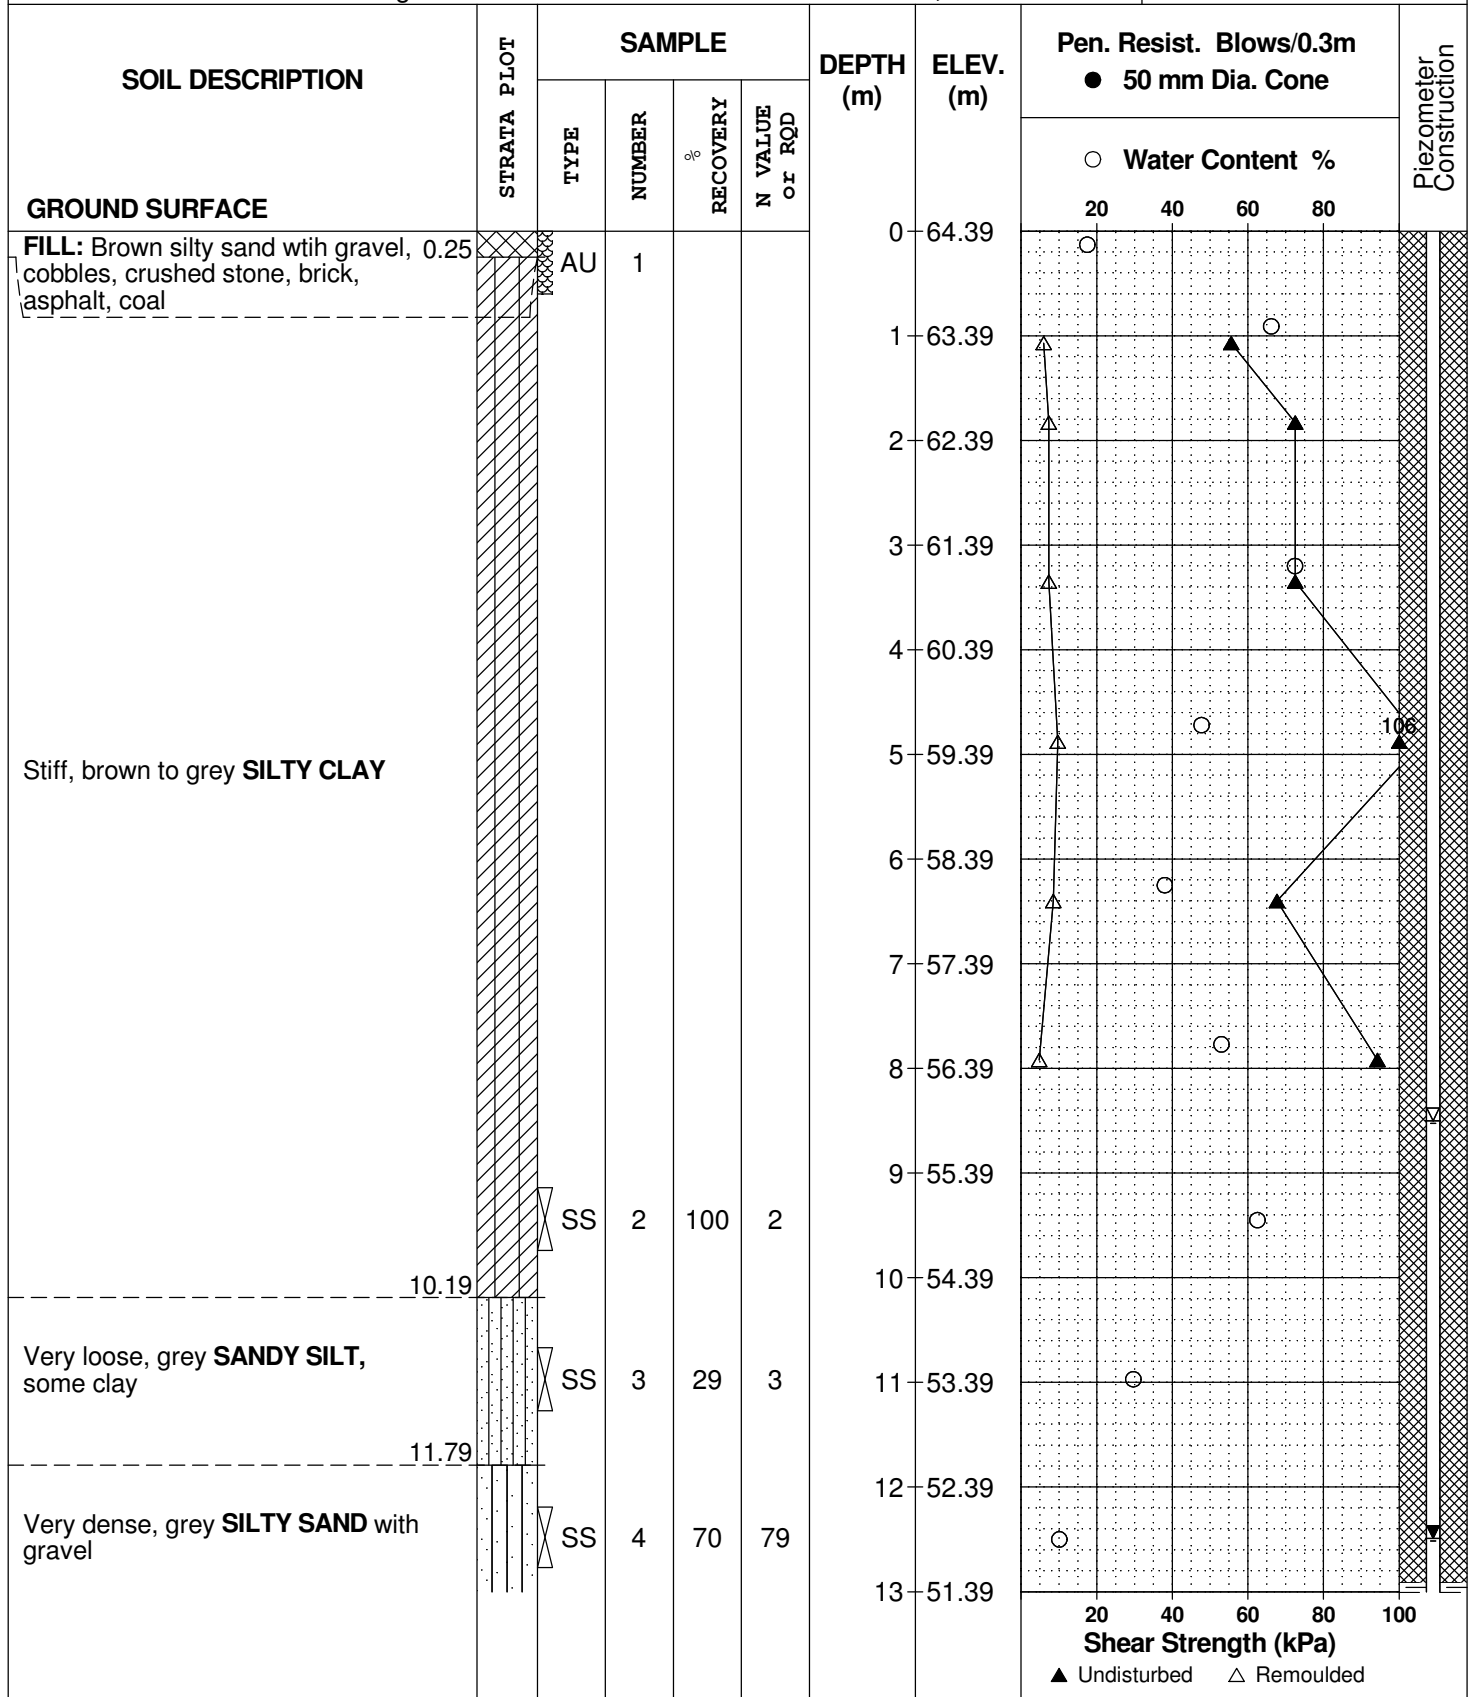 SOIL DESCRIPTION
GROUND SURFACE
STRATA PLOT
SAMPLE
TYPE
NUMBER
%
RECOVERY
N VALUE
or RQD
DEPTH
(m)
ELEV.
(m)
Pen. Resist. Blows/0.3m
● 50 mm Dia. Cone
○ Water Content %
20 40 60 80
Piezometer
Construction
FILL: Brown silty sand wtih gravel, 0.25
cobbles, crushed stone, brick,
asphalt, coal
AU 1
0 64.39
1 63.39
2 62.39
3 61.39
4 60.39
106
5 59.39
Stiff, brown to grey SILTY CLAY
6 58.39
7 57.39
8 56.39
9 55.39
SS 2 100 2
10 54.39
10.19
Very loose, grey SANDY SILT,
some clay
SS 3 29 3
11 53.39
11.79
12 52.39
Very dense, grey SILTY SAND with
gravel
SS 4 70 79
13 51.39
20 40 60 80 100
Shear Strength (kPa)
▲ Undisturbed △ Remoulded